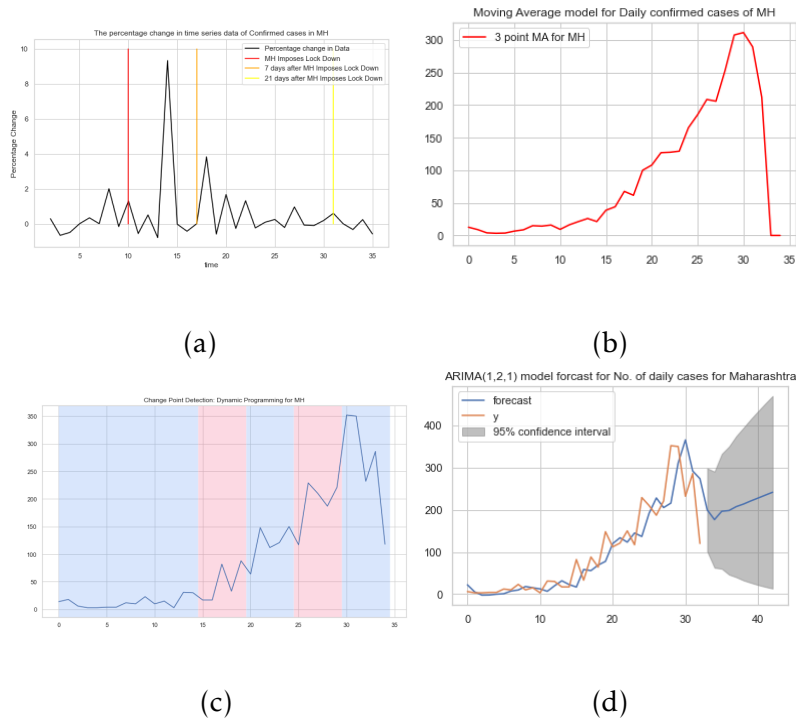 The percentage change in time series data of Confirmed cases in MH
Percentage change in Data
MH Imposes Lock Down
7 days after MH Imposes Lock Down
21 days after MH Imposes Lock Down
Percentage Change
10
8
6
4
2
0
5 10 15 20 25 30 35
time
(a)
Moving Average model for Daily confirmed cases of MH
3 point MA for MH
300
250
200
150
100
50
0
0 5 10 15 20 25 30 35
(b)
Change Point Detection: Dynamic Programming for MH
350
300
250
200
150
100
50
0
0 5 10 15 20 25 30 35
(c)
ARIMA(1,2,1) model forcast for No. of daily cases for Maharashtra
forecast
y
95% confidence interval
400
300
200
100
0
0 10 20 30 40
(d)